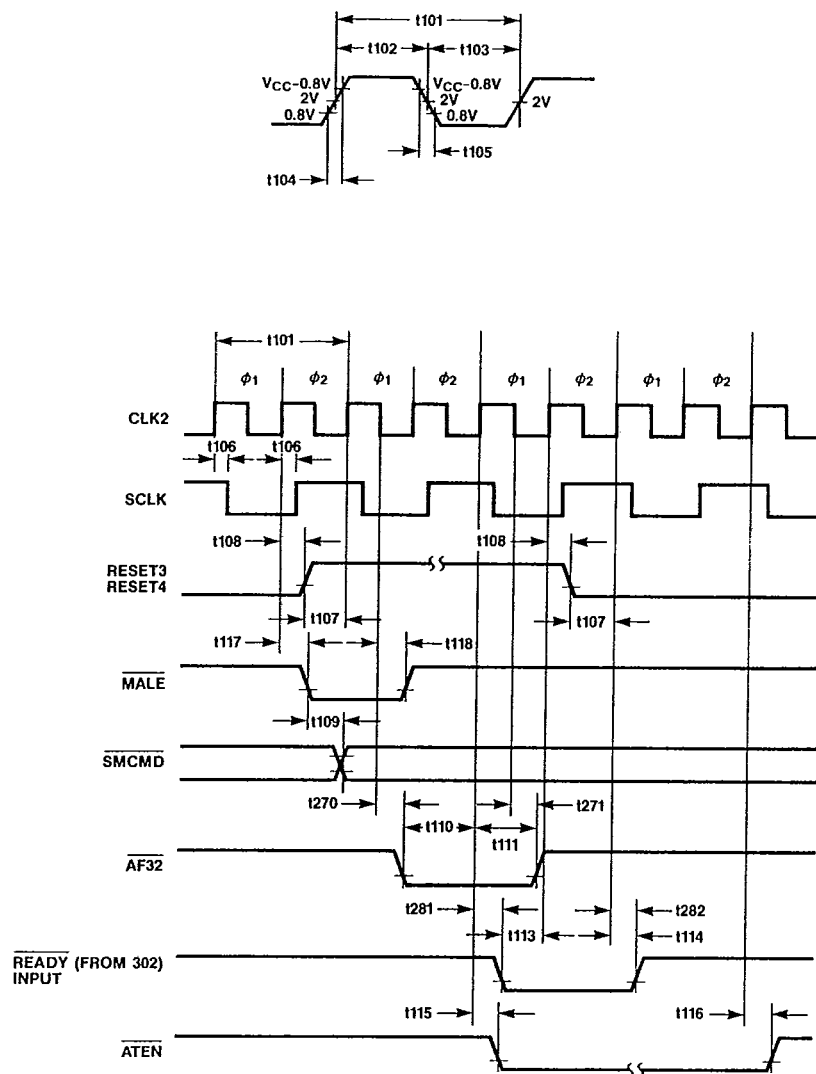 t101
t102 t103
VCC-0.8V VCC-0.8V
2V 2V 2V
0.8V 0.8V
t105
t104
t101
ϕ1 ϕ2 ϕ1 ϕ2 ϕ1 ϕ2 ϕ1 ϕ2
CLK2
t106 t106
SCLK
t108 t108
RESET3
RESET4
t107 t107
t117 t118
MALE
t109
SMCMD
t270 t110 t271
t111
AF32
t281 t282
t113 t114
READY (FROM 302)
INPUT
t115 t116
ATEN